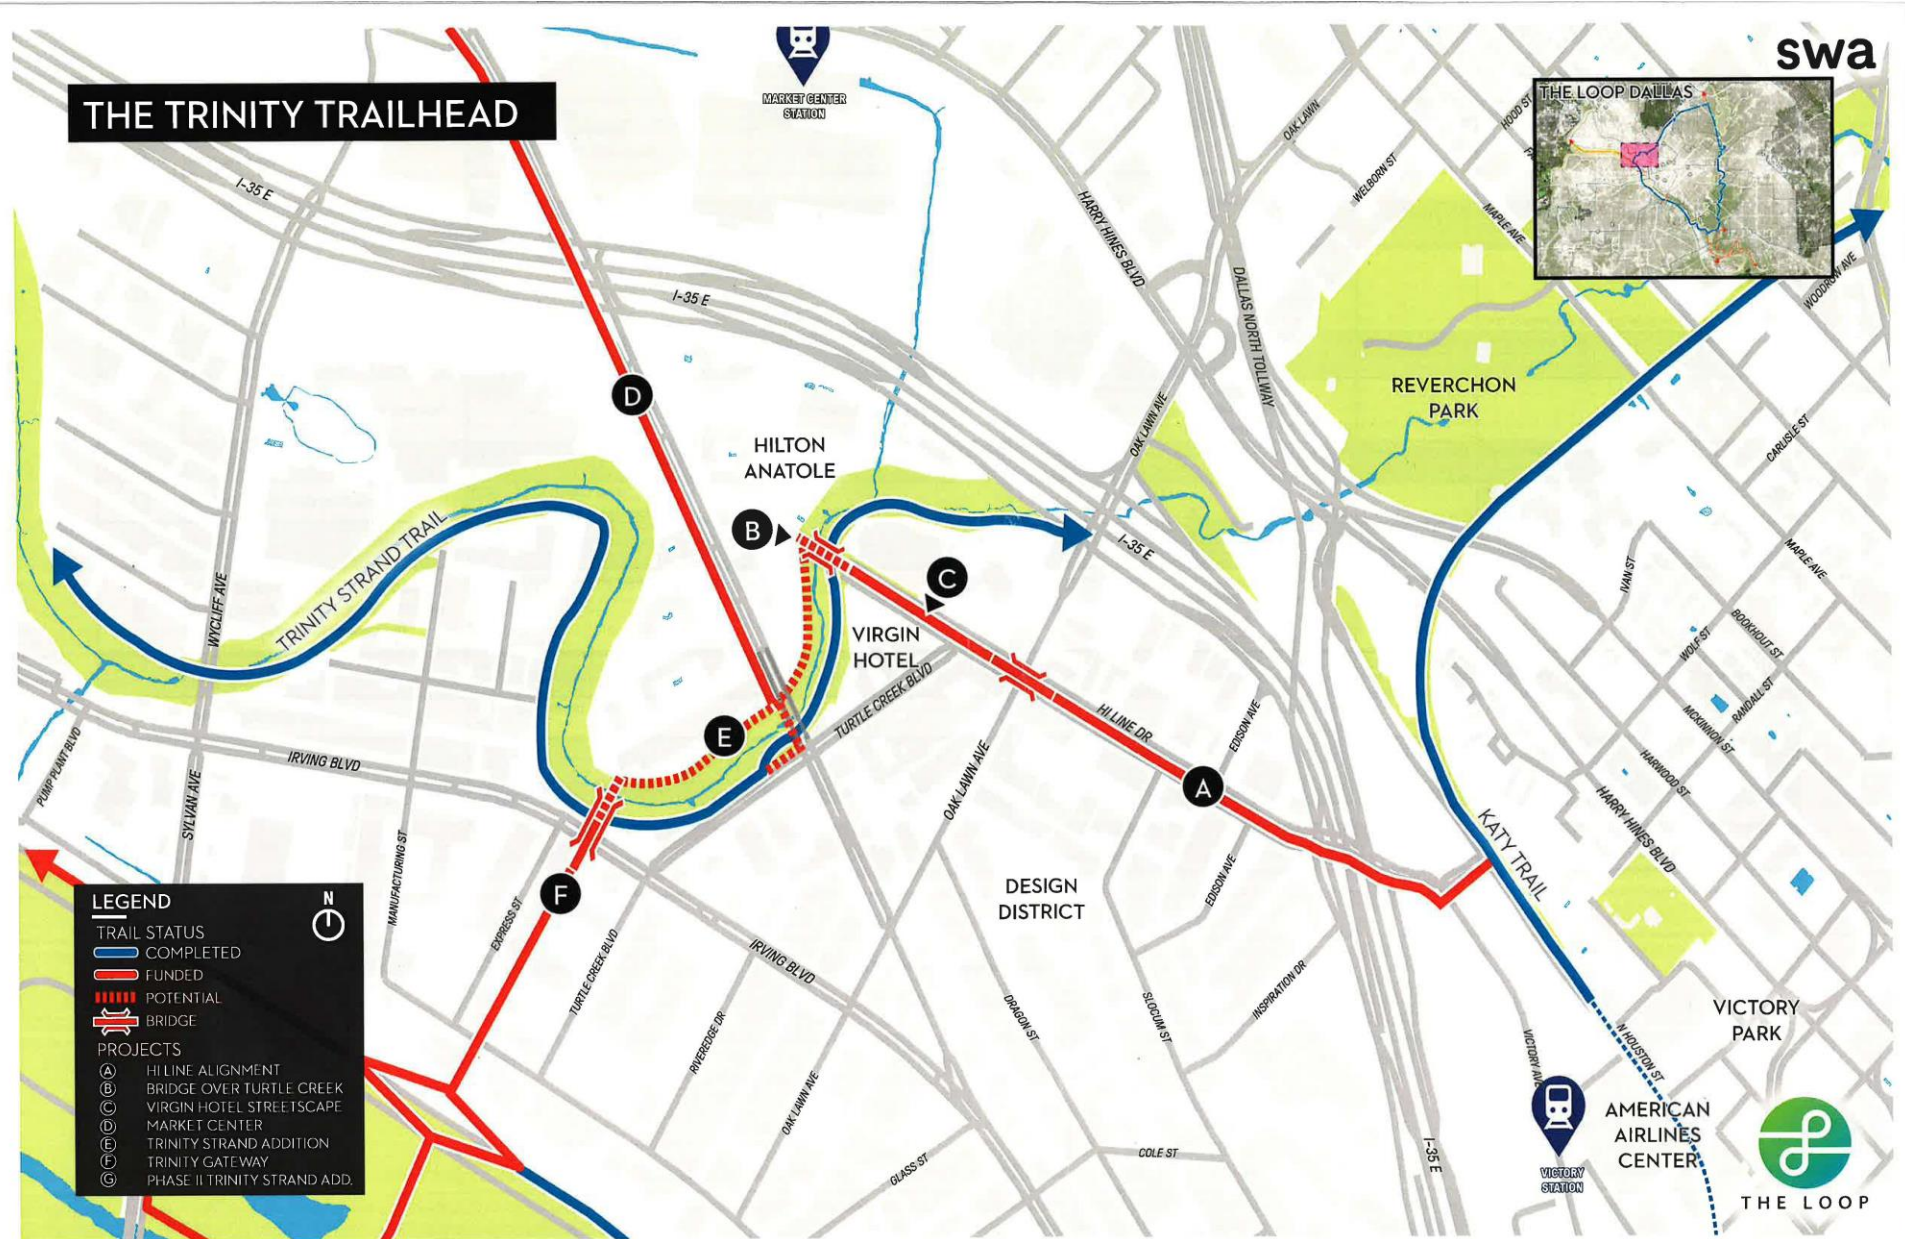 THE TRINITY TRAILHEAD
MARKET CENTER
STATION
swa
THE LOOP DALLAS
HOOD ST
OAK LAWN
WELBORN ST
MAPLE AVE
WOODROW AVE
I-35 E
I-35 E
HARRY HINES BLVD
DALLAS NORTH TOLLWAY
OAK LAWN AVE
REVERCHON
PARK
CARLISLE ST
D
HILTON
ANATOLE
B
C
I-35 E
TRINITY STRAND TRAIL
WYCLIFF AVE
VIRGIN
HOTEL
TURTLE CREEK BLVD
IVAN ST
MAPLE AVE
BOOKHOUT ST
WOLF ST
RANDALL ST
MCKINNON ST
HARWOOD ST
HARRY HINES BLVD
E
HI LINE DR
EDISON AVE
A
PUMP PLANT BLVD
SYLVAN AVE
IRVING BLVD
OAK LAWN AVE
KATY TRAIL
MANUFACTURING ST
EXPRESS ST
F
TURTLE CREEK BLVD
IRVING BLVD
DESIGN
DISTRICT
EDISON AVE
INSPIRATION DR
SLOCUM ST
DRAGON ST
RIVEREDGE DR
OAK LAWN AVE
GLASS ST
COLE ST
I-35 E
VICTORY AVE
N HOUSTON ST
VICTORY
PARK
VICTORY
STATION
AMERICAN
AIRLINES
CENTER
THE LOOP
LEGEND
N
TRAIL STATUS
COMPLETED
FUNDED
POTENTIAL
BRIDGE
PROJECTS
A HI LINE ALIGNMENT
B BRIDGE OVER TURTLE CREEK
C VIRGIN HOTEL STREETSCAPE
D MARKET CENTER
E TRINITY STRAND ADDITION
F TRINITY GATEWAY
G PHASE II TRINITY STRAND ADD.